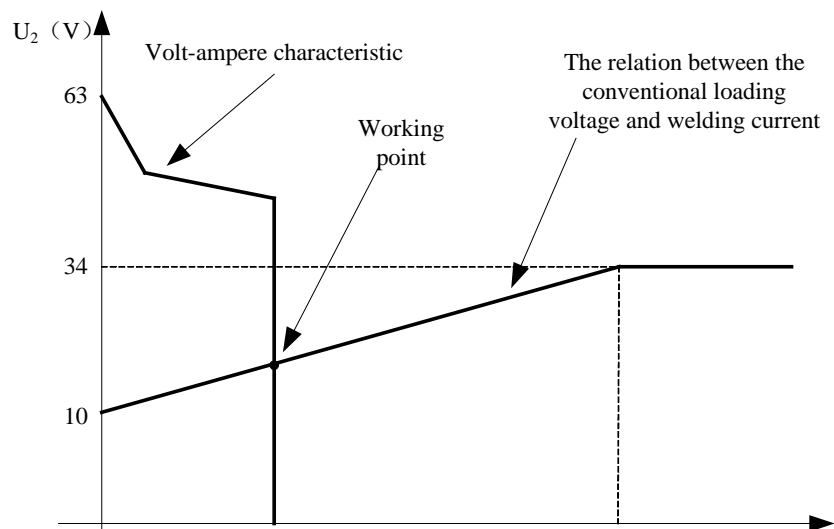 U2 (V)
Volt-ampere characteristic
The relation between the
conventional loading
voltage and welding current
63
Working
point
34
10